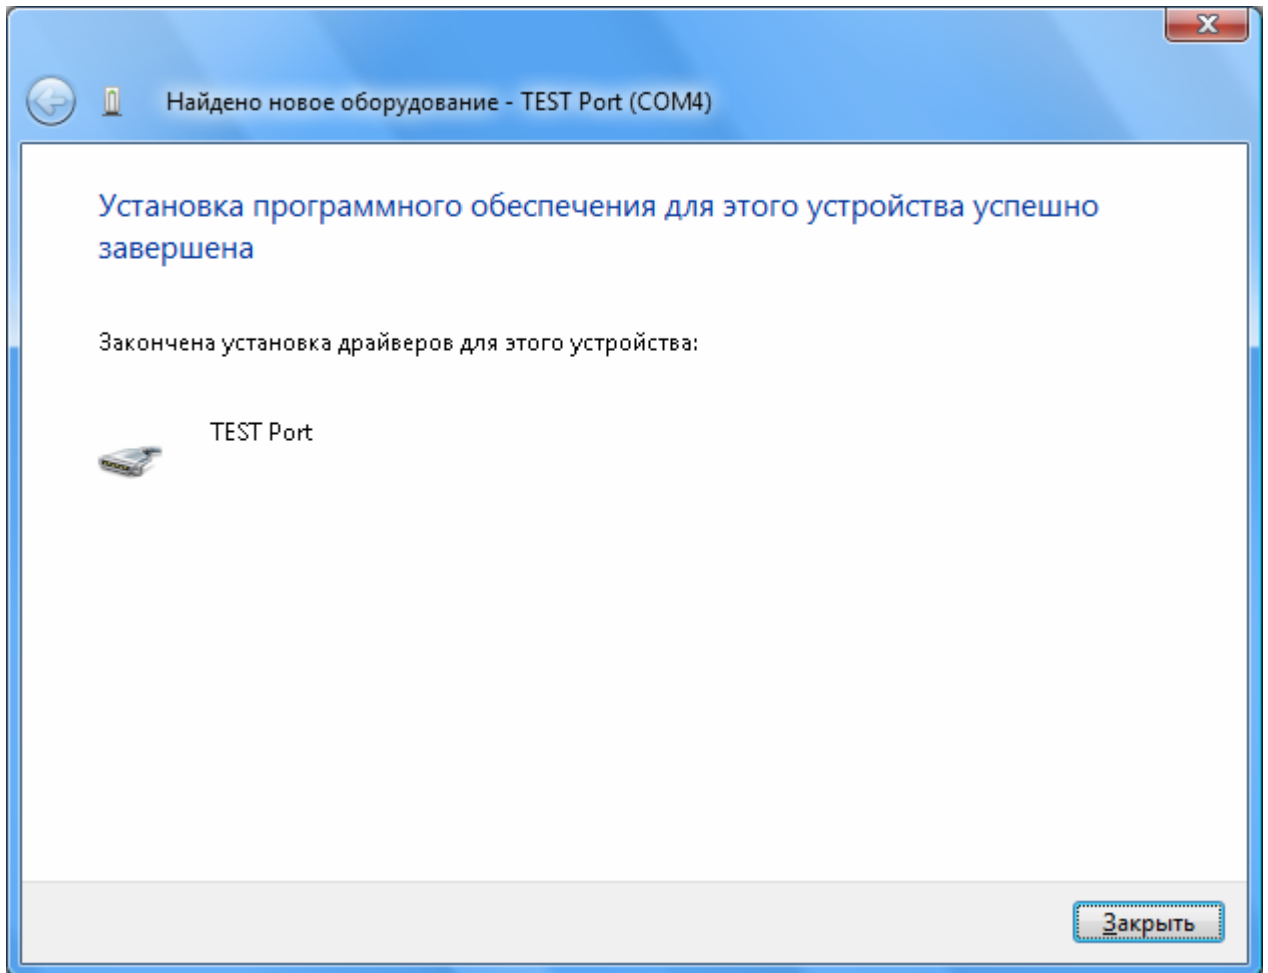 Найдено новое оборудование - TEST Port (COM4)
Установка программного обеспечения для этого устройства успешно
завершена
Закончена установка драйверов для этого устройства:
TEST Port
Закрыть